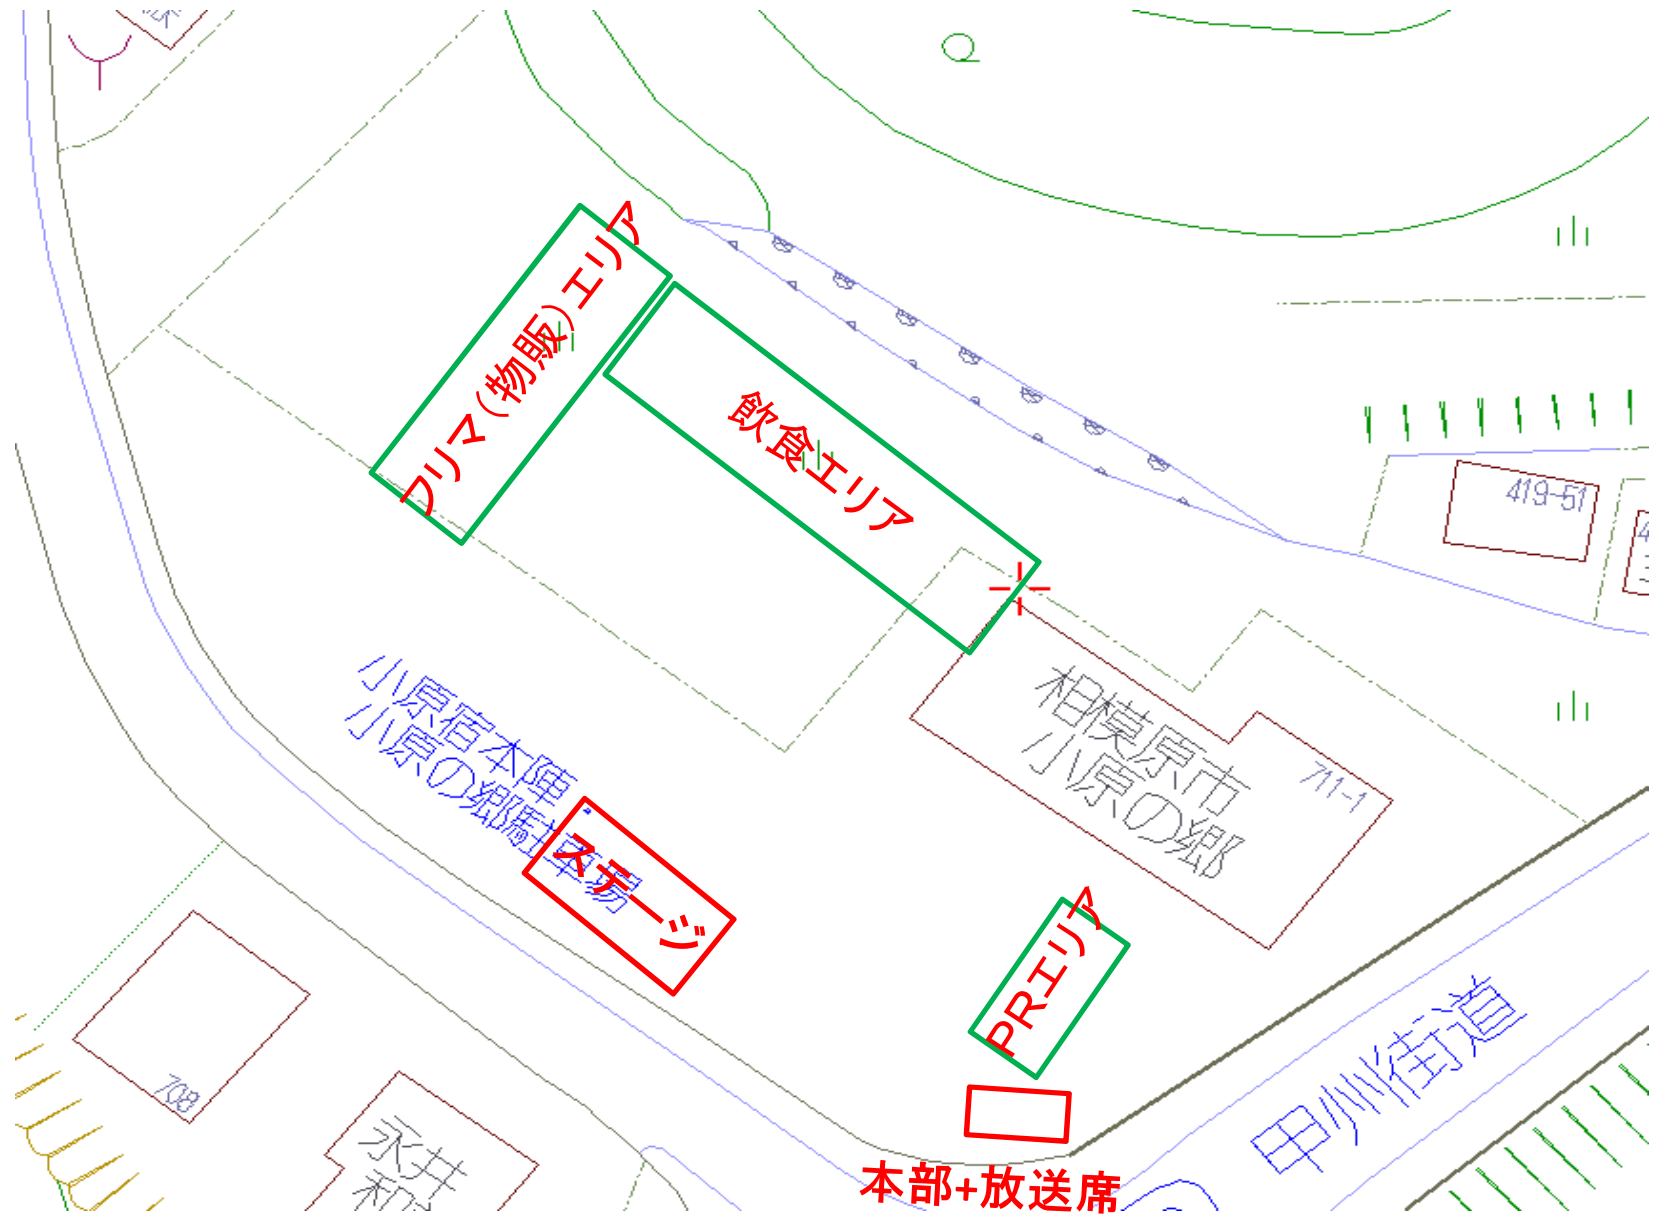 フリマ（物販）エリア
飲食エリア
419-51
小原宿本陣・
小原の郷駐車場
ステージ
相模原市
小原の郷
711-1
PRエリア
本部+放送席
甲州街道
708
永井